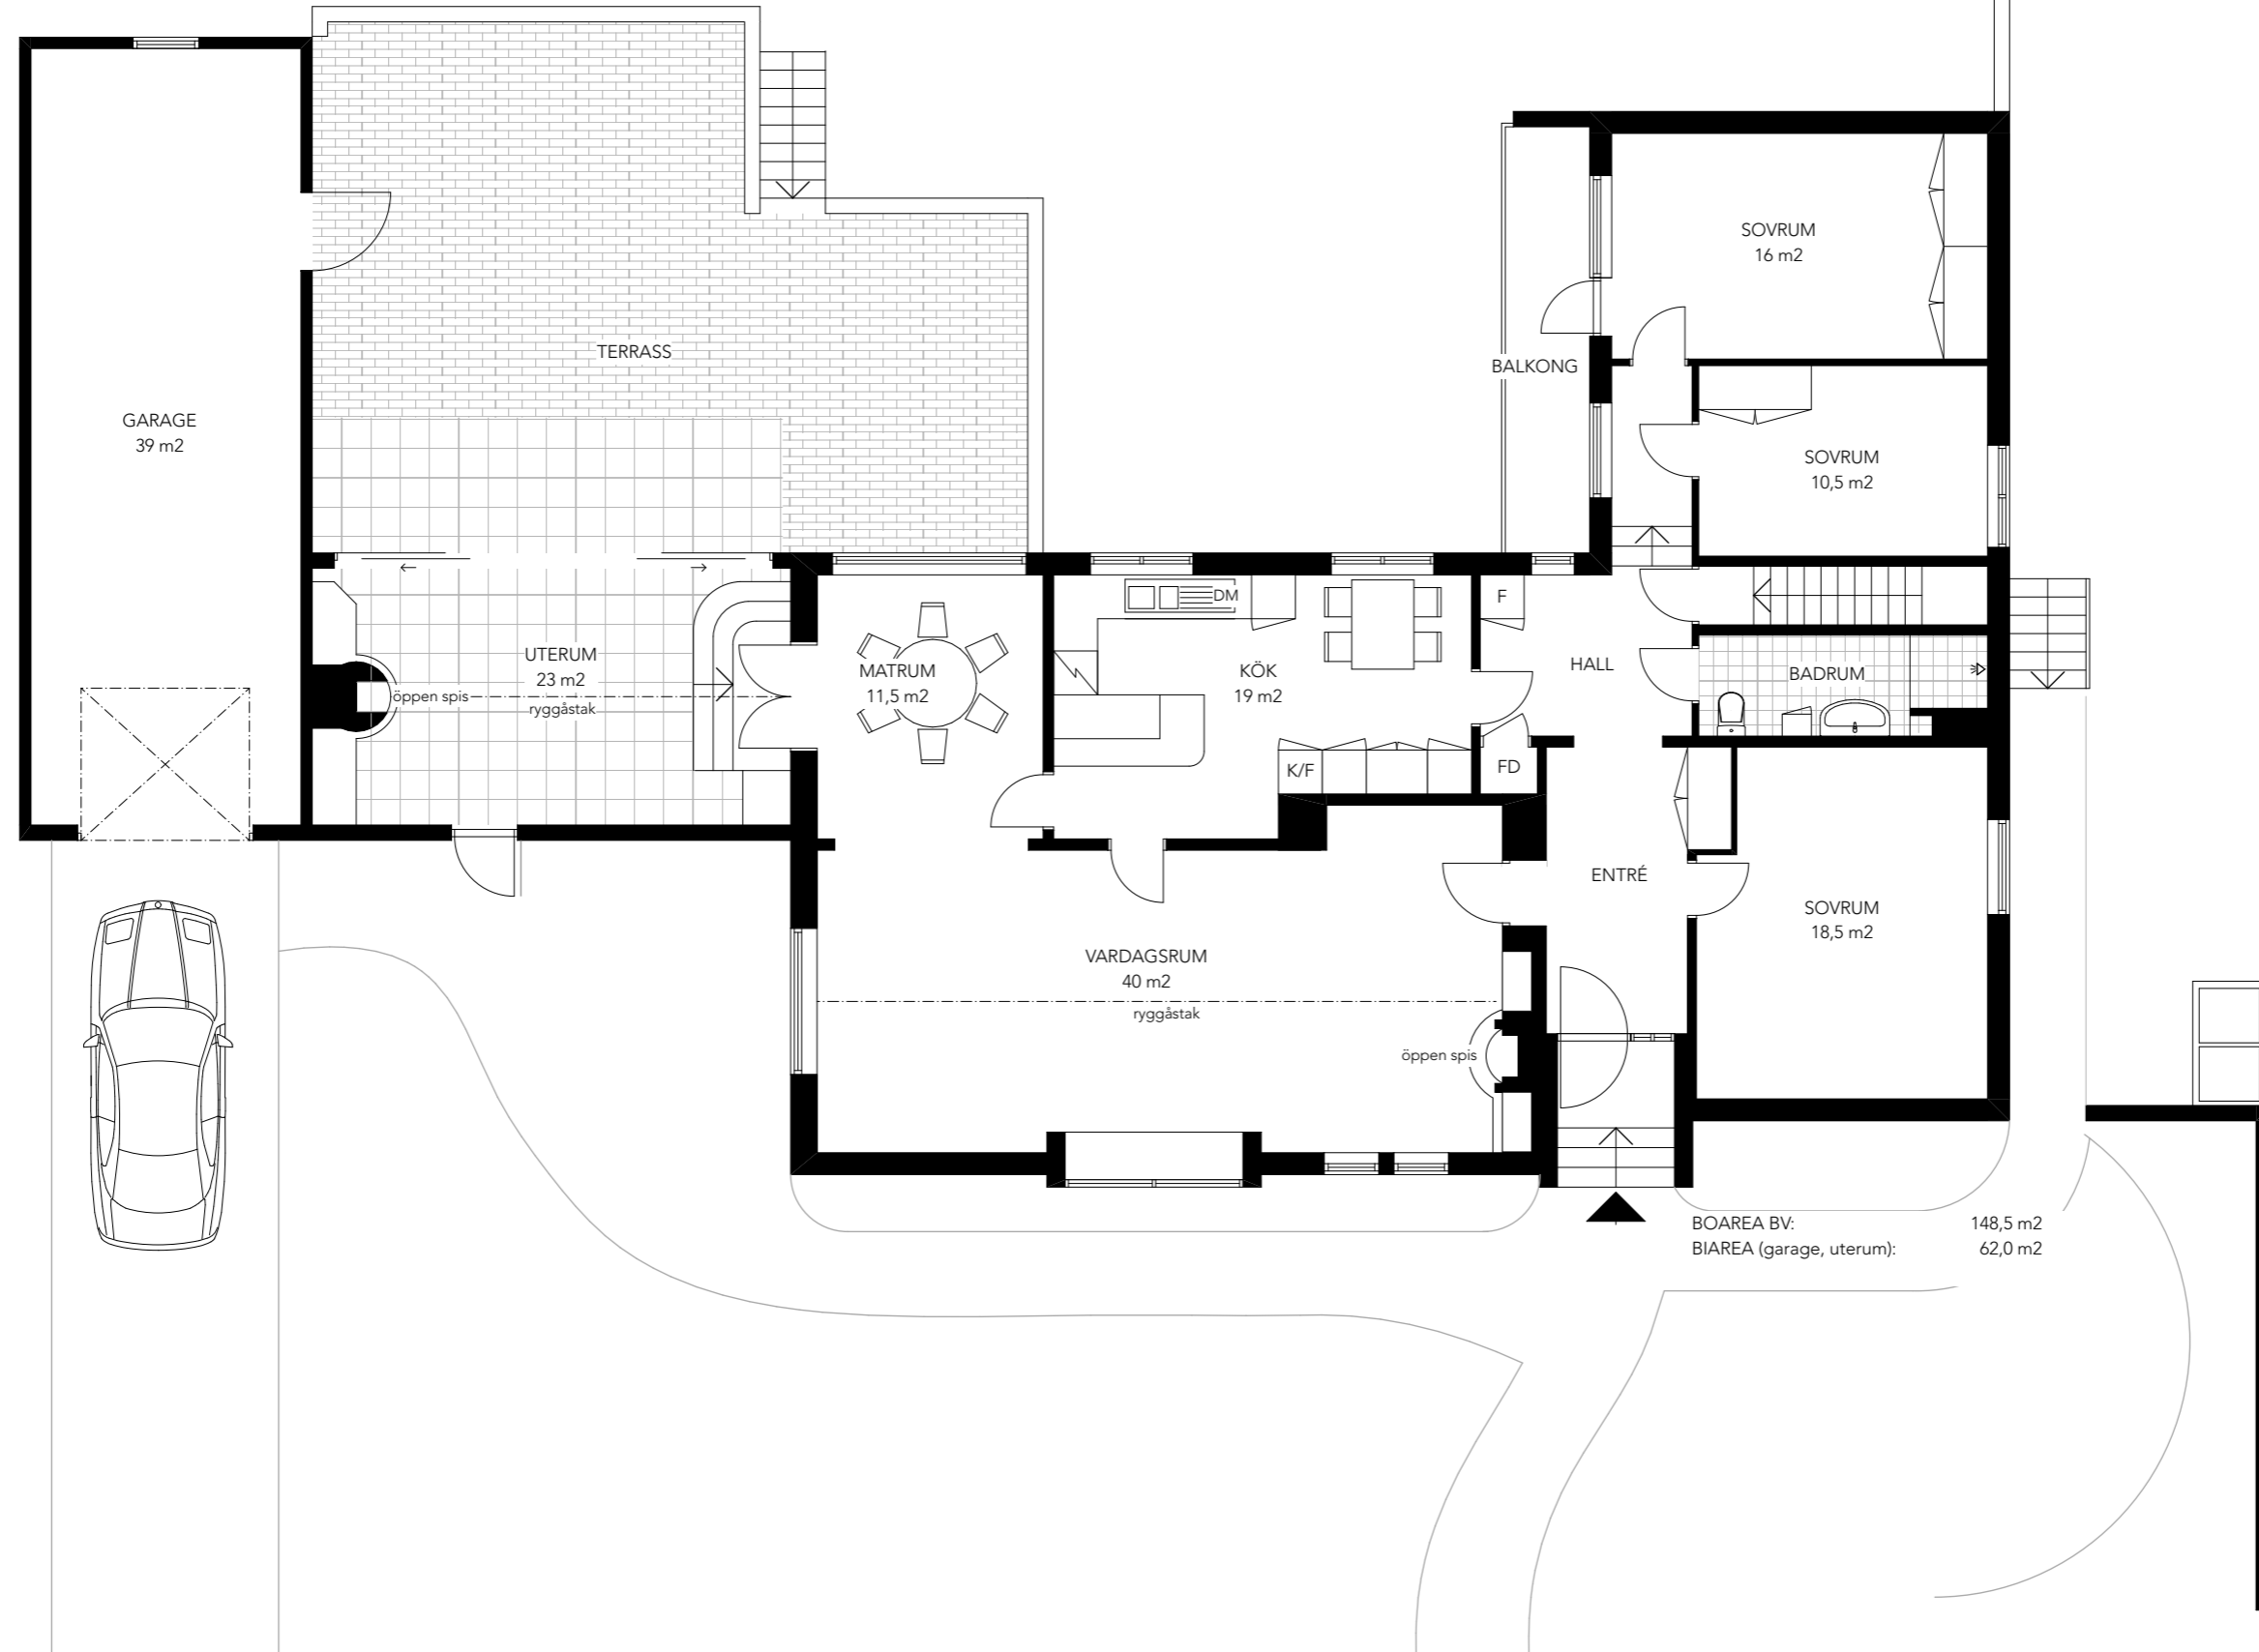 SOVRUM
16 m2
TERRASS
BALKONG
GARAGE
39 m2
SOVRUM
10,5 m2
DM
F
UTERUM
23 m2
öppen spis
ryggåstak
MATRUM
11,5 m2
KÖK
19 m2
HALL
BADRUM
K/F
FD
ENTRÉ
SOVRUM
18,5 m2
VARDAGSRUM
40 m2
ryggåstak
öppen spis
BOAREA BV: 148,5 m2
BIAREA (garage, uterum): 62,0 m2